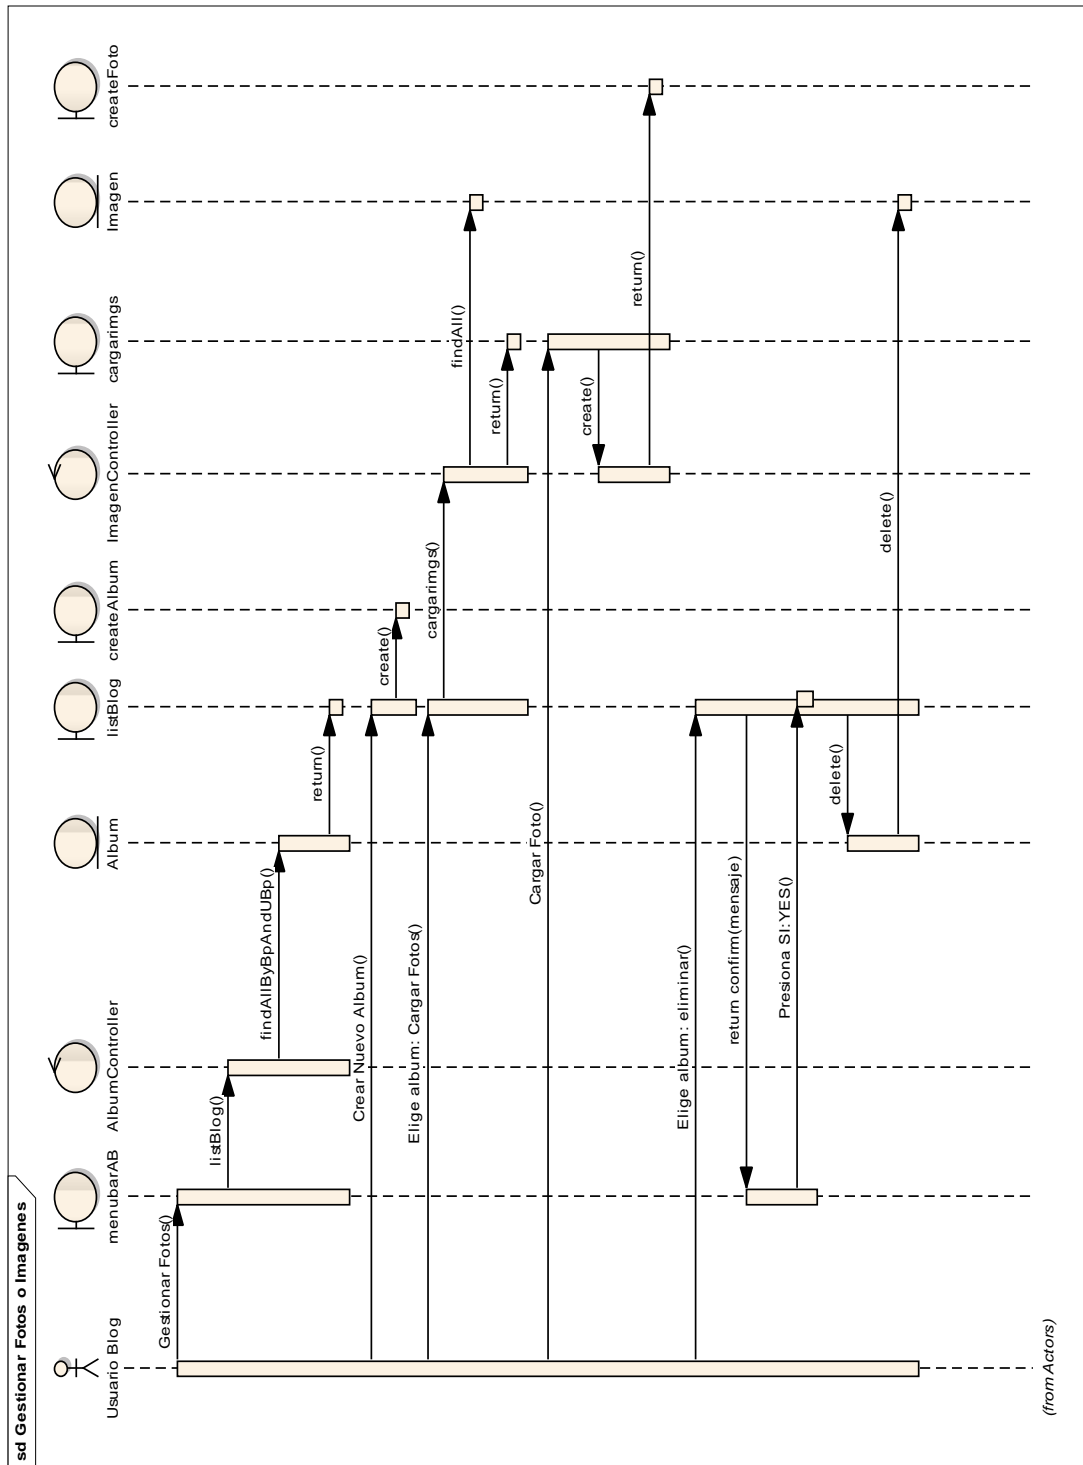 sd Gestionar Fotos o Imagenes
Usuario Blog
menubarAB
AlbumController
Album
listBlog
createAlbum
ImagenController
cargarimgs
Imagen
createFoto
Gestionar Fotos()
listBlog()
findAllByBpAndUBp()
return()
Crear Nuevo Album()
create()
Elige album: Cargar Fotos()
cargarimgs()
findAll()
return()
Cargar Foto()
create()
return()
Elige album: eliminar()
return confirm(mensaje)
Presiona SI:YES()
delete()
delete()
(from Actors)